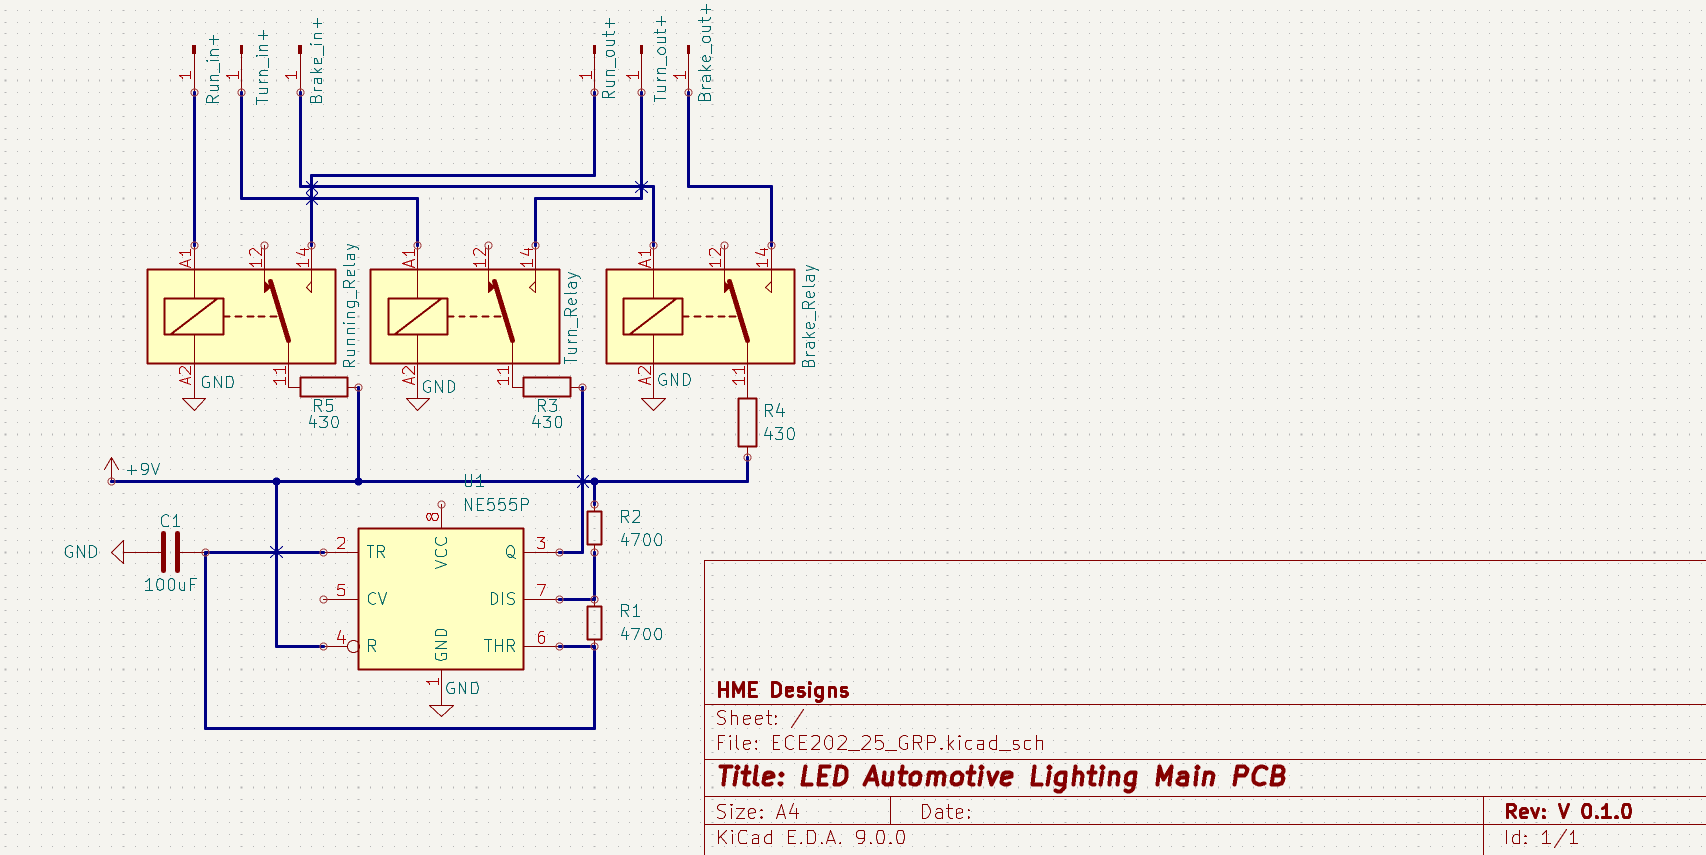 Run_in+
Turn_in+
Brake_in+
Run_out+
Turn_out+
Brake_out+
1
1
1
1
1
1
A1
12
14
A1
12
14
A1
12
14
Running_Relay
Turn_Relay
Brake_Relay
A2
GND
11
A2
GND
11
A2
GND
11
R5
430
R3
430
R4
430
+9V
U1
NE555P
C1
100uF
GND
8
VCC
2
TR
Q
3
5
CV
DIS
7
4
R
THR
6
GND
1
GND
R2
4700
R1
4700
HME Designs
Sheet: /
File: ECE202_25_GRP.kicad_sch
Title: LED Automotive Lighting Main PCB
Size: A4
Date:
Rev: V 0.1.0
KiCad E.D.A. 9.0.0
Id: 1/1